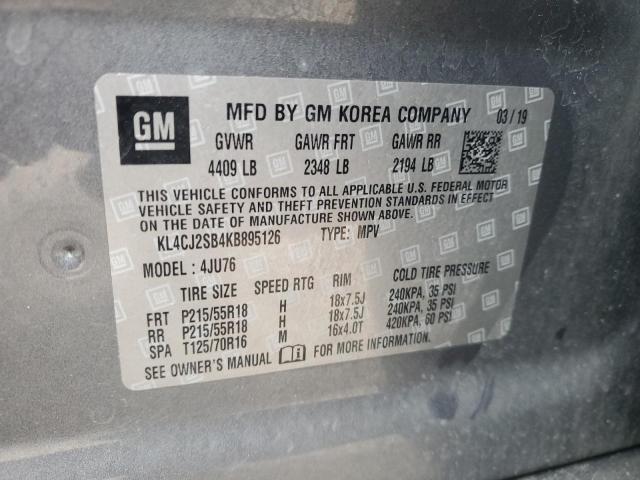 GM
MFD BY GM KOREA COMPANY 03 / 19
GVWR GAWR FRT GAWR RR
4409 LB 2348 LB 2194 LB
THIS VEHICLE CONFORMS TO ALL APPLICABLE U.S. FEDERAL MOTOR
VEHICLE SAFETY AND THEFT PREVENTION STANDARDS IN EFFECT
ON THE DATE OF MANUFACTURE SHOWN ABOVE.
KL4CJ2SB4KB895126 TYPE: MPV
MODEL : 4JU76
TIRE SIZE SPEED RTG RIM COLD TIRE PRESSURE
FRT P215/55R18 H 18x7.5J 240KPA, 35 PSI
RR P215/55R18 H 18x7.5J 240KPA, 35 PSI
SPA T125/70R16 M 16x4.0T 420KPA, 60 PSI
SEE OWNER'S MANUAL FOR MORE INFORMATION.